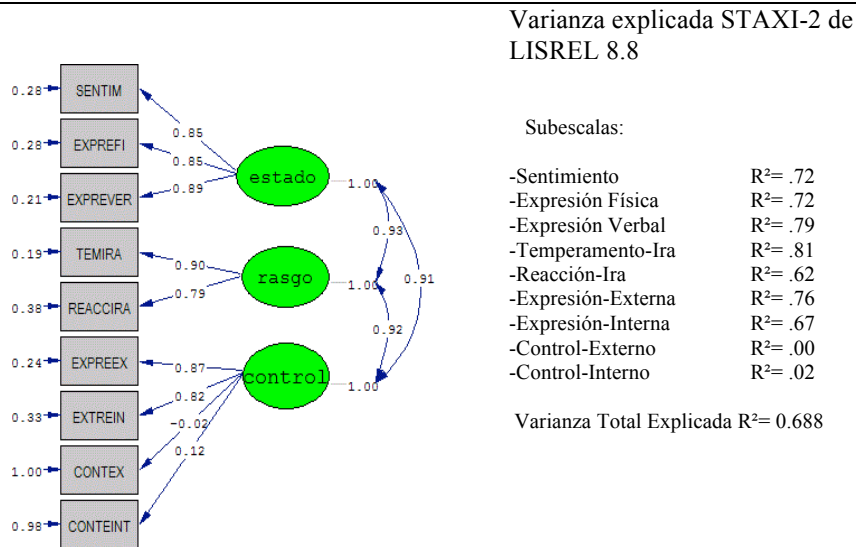 Varianza explicada STAXI-2 de
LISREL 8.8
0.28 SENTIM
0.85
0.28 EXPREFI
0.85
0.21 EXPREVER
0.89
estado 1.00
0.93
0.19 TEMIRA
0.90
rasgo 1.00
0.91
0.38 REACCIRA
0.79
0.92
0.24 EXPREEX
0.87
control 1.00
0.33 EXTREIN
0.82
-0.02
1.00 CONTEX
0.12
0.98 CONTEINT
Subescalas:
-Sentimiento R²= .72
-Expresión Física R²= .72
-Expresión Verbal R²= .79
-Temperamento-Ira R²= .81
-Reacción-Ira R²= .62
-Expresión-Externa R²= .76
-Expresión-Interna R²= .67
-Control-Externo R²= .00
-Control-Interno R²= .02
Varianza Total Explicada R²= 0.688